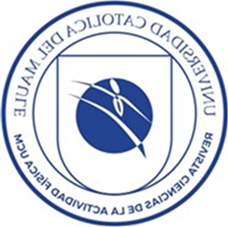 UNIVERSIDAD CATOLICA DEL MAULE
REVISTA CIENCIAS DE LA ACTIVIDAD FÍSICA UCM